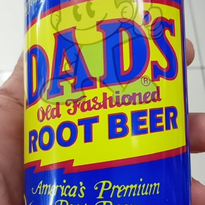 DAD'S
®
Old Fashioned
ROOT BEER
America's Premium